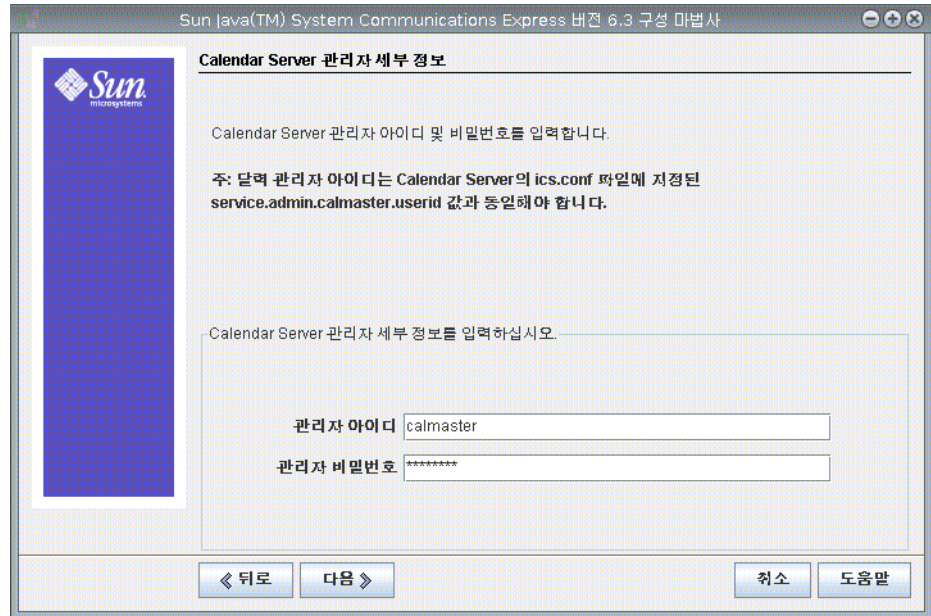 Sun Java(TM) System Communications Express 버전 6.3 구성 마법사
Sun
microsystems
Calendar Server 관리자 세부 정보
Calendar Server 관리자 아이디 및 비밀번호를 입력합니다.
주: 달력 관리자 아이디는 Calendar Server의 ics.conf 파일에 지정된
service.admin.calmaster.userid 값과 동일해야 합니다.
Calendar Server 관리자 세부 정보를 입력하십시오.
관리자 아이디 calmaster
관리자 비밀번호 ********
뒤로 다음 취소 도움말